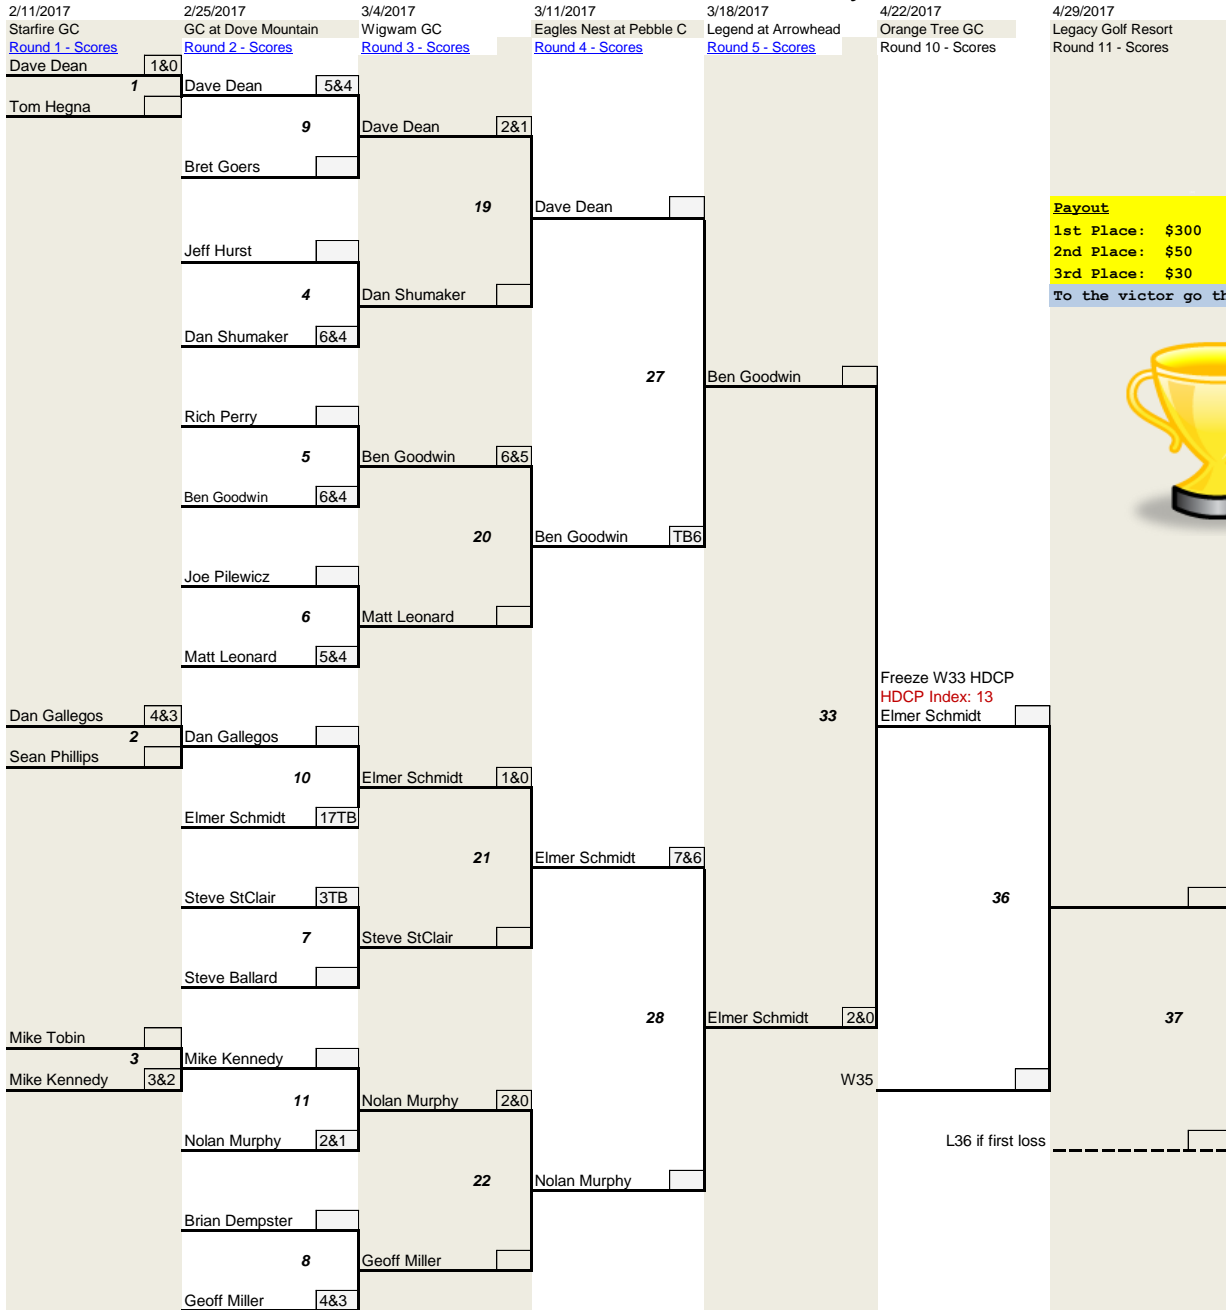 2/11/2017 2/25/2017 3/4/2017 3/11/2017 3/18/2017 4/22/2017 4/29/2017
Starfire GC GC at Dove Mountain Wigwam GC Eagles Nest at Pebble C Legend at Arrowhead Orange Tree GC Legacy Golf Resort
Round 1 - Scores Round 2 - Scores Round 3 - Scores Round 4 - Scores Round 5 - Scores Round 10 - Scores Round 11 - Scores
Dave Dean 1&0
1 Dave Dean 5&4
Tom Hegna
9 Dave Dean 2&1
Bret Goers
19 Dave Dean
Payout
1st Place: $300
Jeff Hurst
2nd Place: $50
3rd Place: $30
4 Dan Shumaker
To the victor go th
Dan Shumaker 6&4
27 Ben Goodwin
Rich Perry
5 Ben Goodwin 6&5
Ben Goodwin 6&4
20 Ben Goodwin TB6
Joe Pilewicz
6 Matt Leonard
Matt Leonard 5&4
Freeze W33 HDCP
HDCP Index: 13
Dan Gallegos 4&3 33 Elmer Schmidt
2 Dan Gallegos
Sean Phillips
10 Elmer Schmidt 1&0
Elmer Schmidt 17TB
21 Elmer Schmidt 7&6
Steve StClair 3TB 36
7 Steve StClair
Steve Ballard
28 Elmer Schmidt 2&0 37
Mike Tobin
3 Mike Kennedy
Mike Kennedy 3&2 W35
11 Nolan Murphy 2&0
Nolan Murphy 2&1 L36 if first loss
22 Nolan Murphy
Brian Dempster
8 Geoff Miller
Geoff Miller 4&3